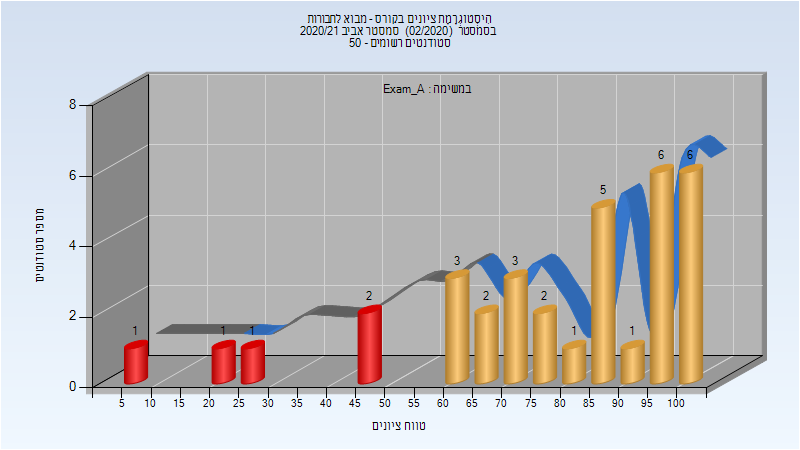 היסטוגרמת ציונים בקורס - מבוא לחבורות
בסמסטר (02/2020) סמסטר אביב 2020/21
סטודנטים רשומים - 50
במשימה : Exam_A
מספר סטודנטים
8
6
4
2
0
1
1
1
2
3
2
3
2
1
5
1
6
6
5 10 15 20 25 30 35 40 45 50 55 60 65 70 75 80 85 90 95 100
טווח ציונים